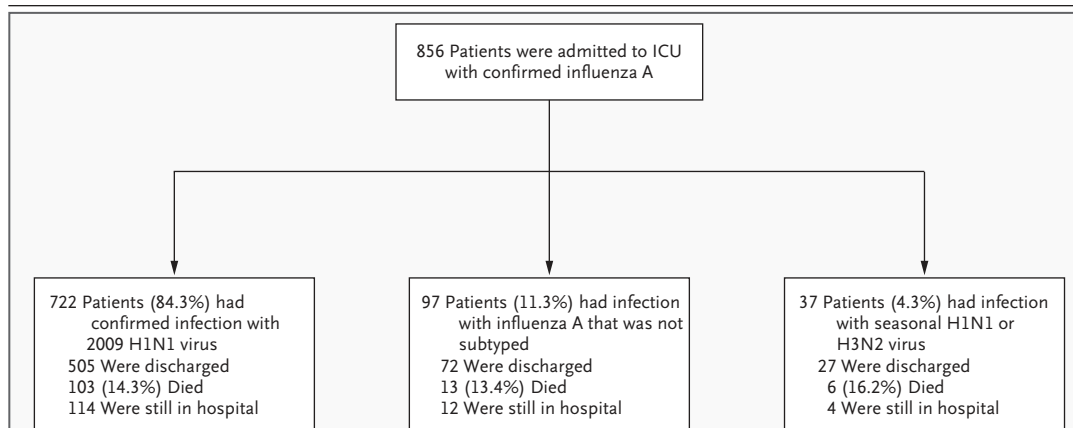 856 Patients were admitted to ICU
with confirmed influenza A
722 Patients (84.3%) had
confirmed infection with
2009 H1N1 virus
505 Were discharged
103 (14.3%) Died
114 Were still in hospital
97 Patients (11.3%) had infection
with influenza A that was not
subtyped
72 Were discharged
13 (13.4%) Died
12 Were still in hospital
37 Patients (4.3%) had infection
with seasonal H1N1 or
H3N2 virus
27 Were discharged
6 (16.2%) Died
4 Were still in hospital